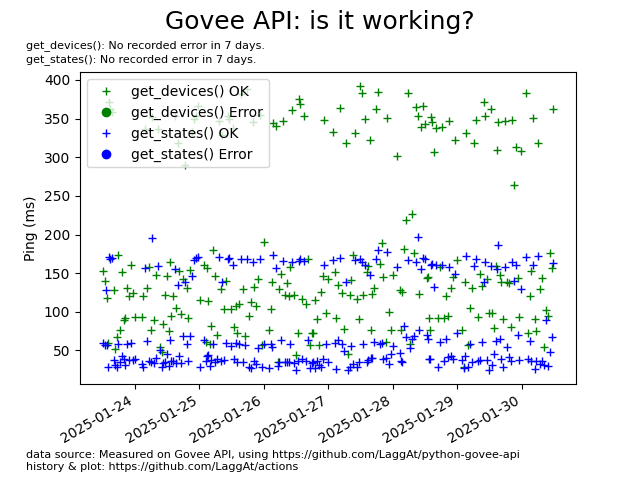 Govee API: is it working?
get_devices(): No recorded error in 7 days.
get_states(): No recorded error in 7 days.
get_devices() OK
get_devices() Error
get_states() OK
get_states() Error
Ping (ms)
400
350
300
250
200
150
100
50
2025-01-24
2025-01-25
2025-01-26
2025-01-27
2025-01-28
2025-01-29
2025-01-30
data source: Measured on Govee API, using https://github.com/LaggAt/python-govee-api
history & plot: https://github.com/LaggAt/actions